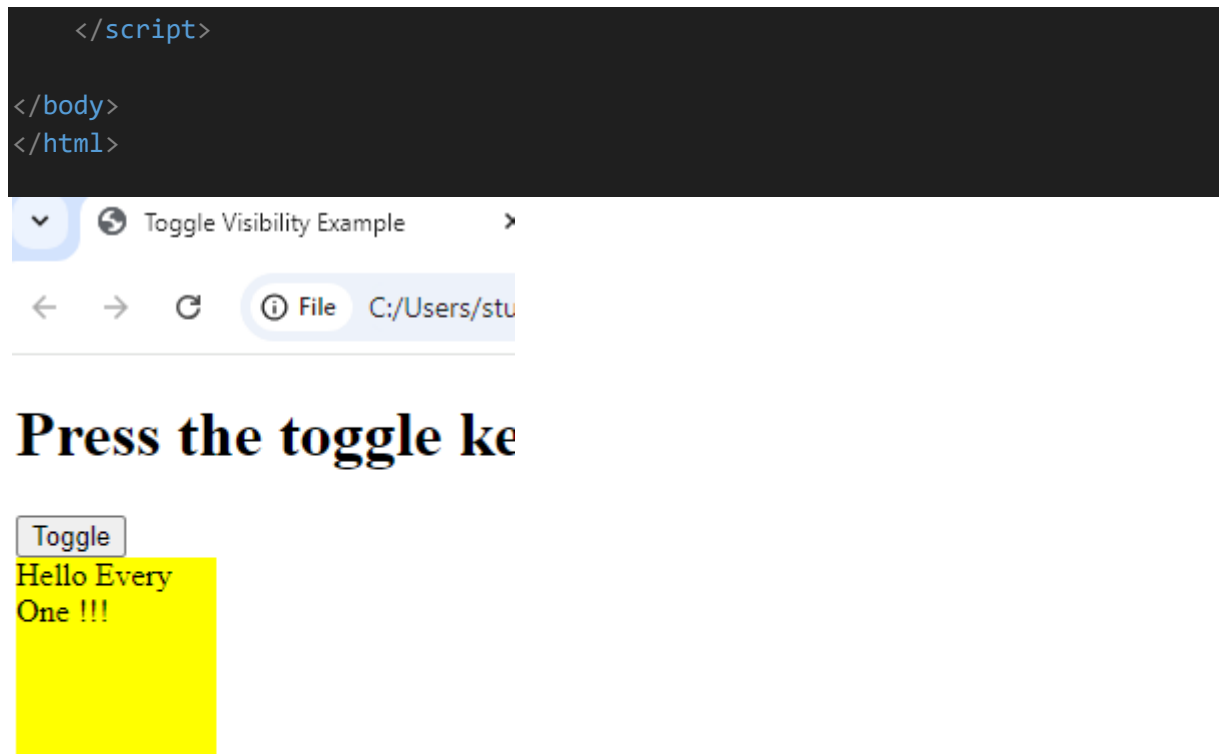 </script>
</body>
</html>
Toggle Visibility Example
File C:/Users/stu
Press the toggle ke
Toggle
Hello Every
One !!!